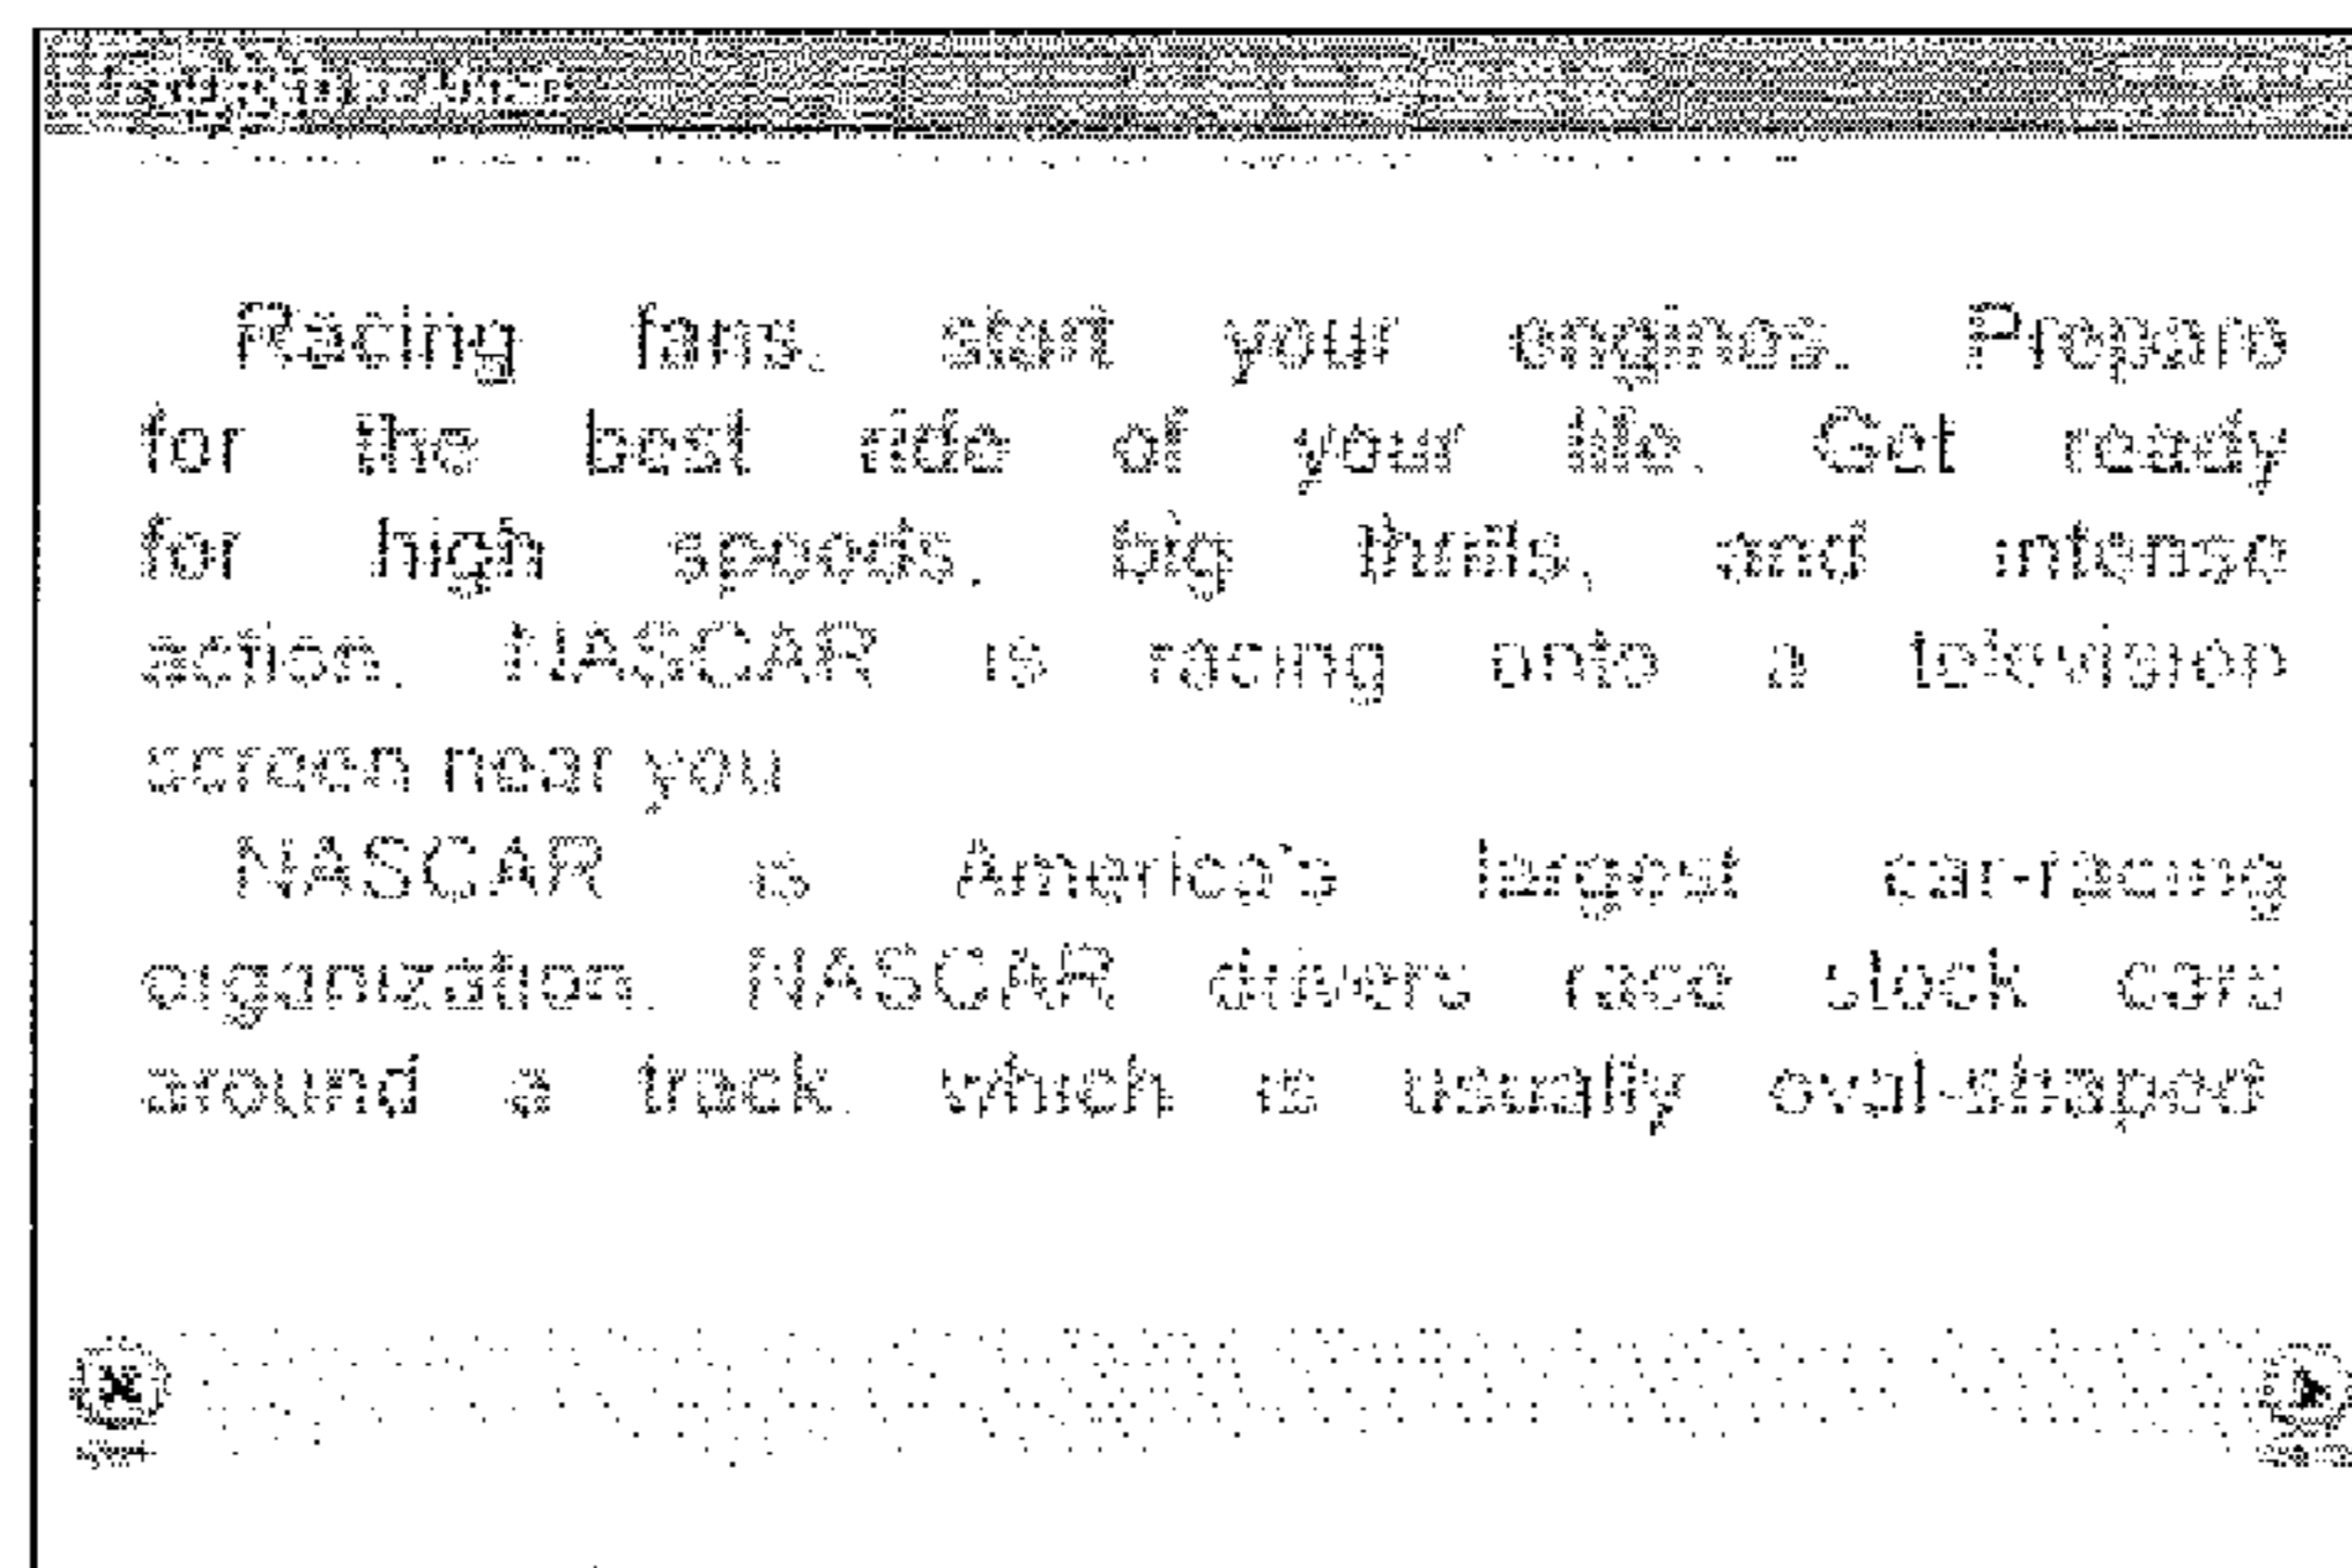 Racing fans, start your engines. Prepare
for the best ride of your life. Get ready
for high speeds, big thrills, and intense
action. NASCAR is racing onto a television
screen near you
NASCAR is America's largest car-racing
organization. NASCAR drivers race stock cars
around a track, which is usually oval-shaped